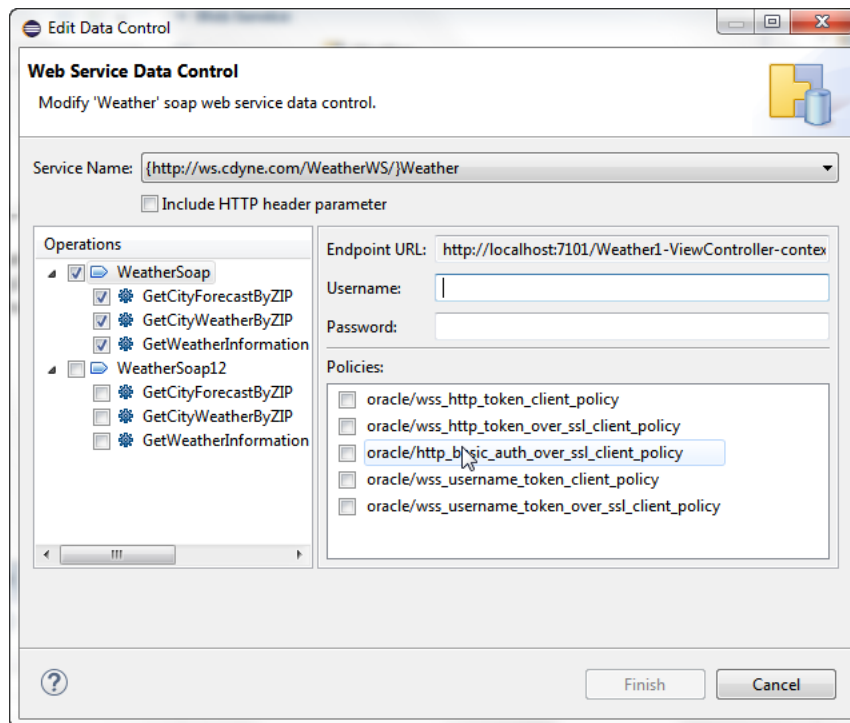 Edit Data Control
Web Service Data Control
Modify 'Weather' soap web service data control.
Service Name: {http://ws.cdyne.com/WeatherWS/}Weather
Include HTTP header parameter
Operations
WeatherSoap
GetCityForecastByZIP
GetCityWeatherByZIP
GetWeatherInformation
WeatherSoap12
GetCityForecastByZIP
GetCityWeatherByZIP
GetWeatherInformation
Endpoint URL: http://localhost:7101/Weather1-ViewController-contex
Username:
Password:
Policies:
oracle/wss_http_token_client_policy
oracle/wss_http_token_over_ssl_client_policy
oracle/http_basic_auth_over_ssl_client_policy
oracle/wss_username_token_client_policy
oracle/wss_username_token_over_ssl_client_policy
Finish Cancel